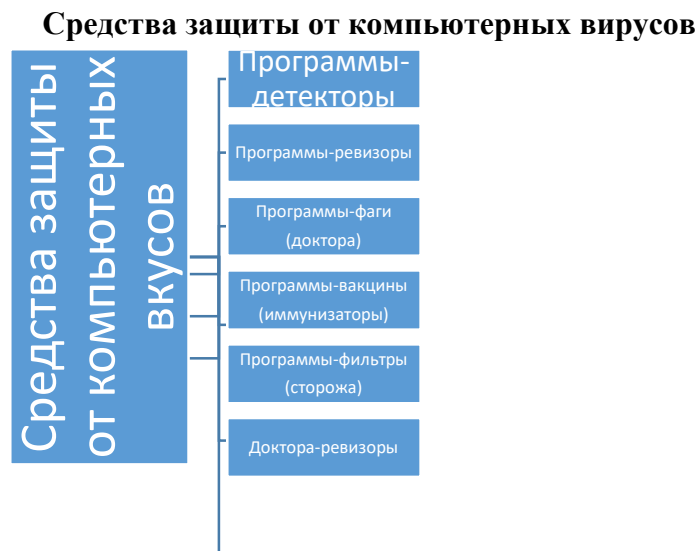 Средства защиты от компьютерных вирусов
Средства защиты
от компьютерных
вкусов
Программы-
детекторы
Программы-ревизоры
Программы-фаги
(доктора)
Программы-вакцины
(иммунизаторы)
Программы-фильтры
(сторожа)
Доктора-ревизоры